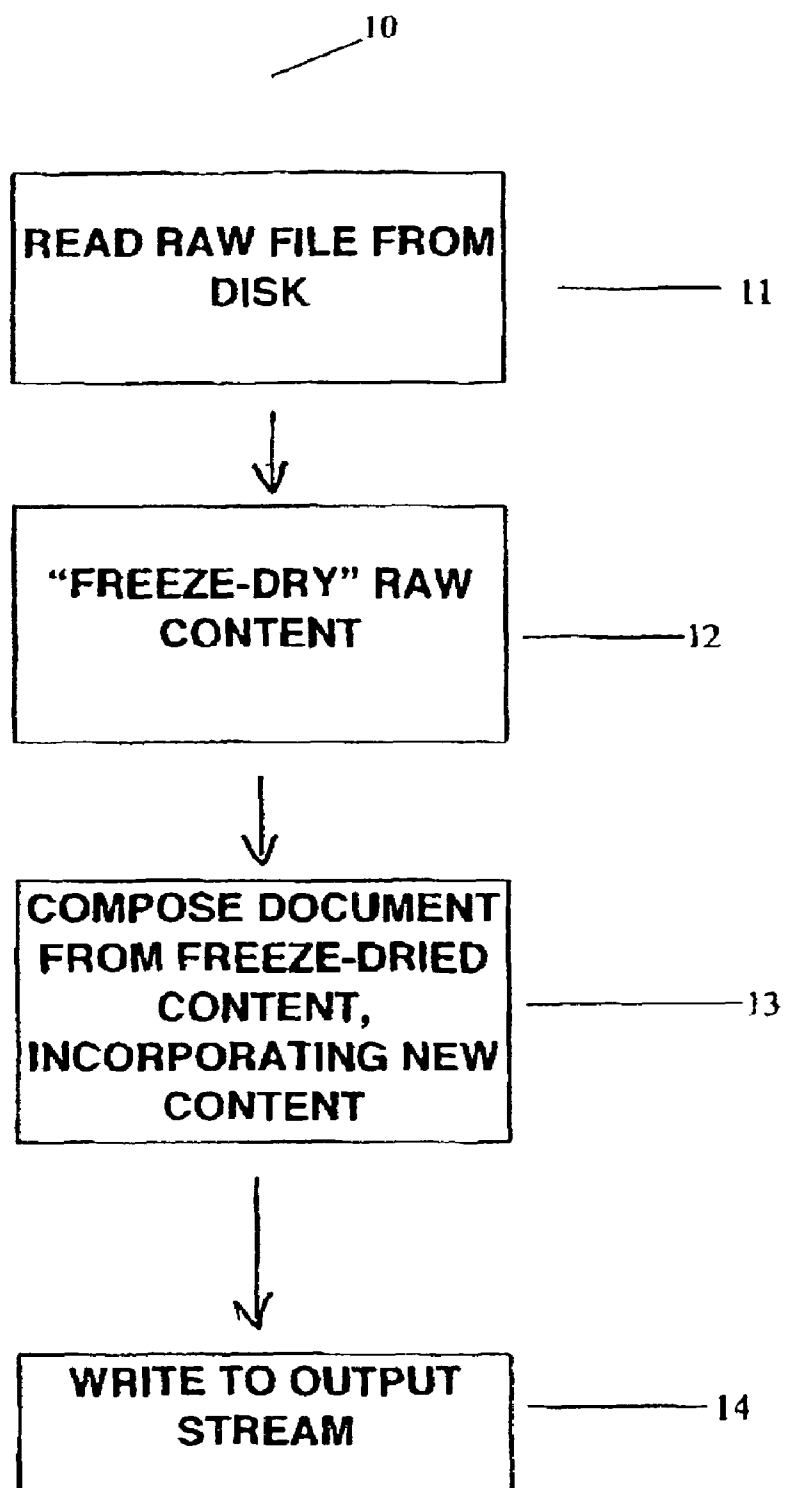 10
READ RAW FILE FROM
DISK
11
“FREEZE-DRY” RAW
CONTENT
12
COMPOSE DOCUMENT
FROM FREEZE-DRIED
CONTENT,
INCORPORATING NEW
CONTENT
13
WRITE TO OUTPUT
STREAM
14